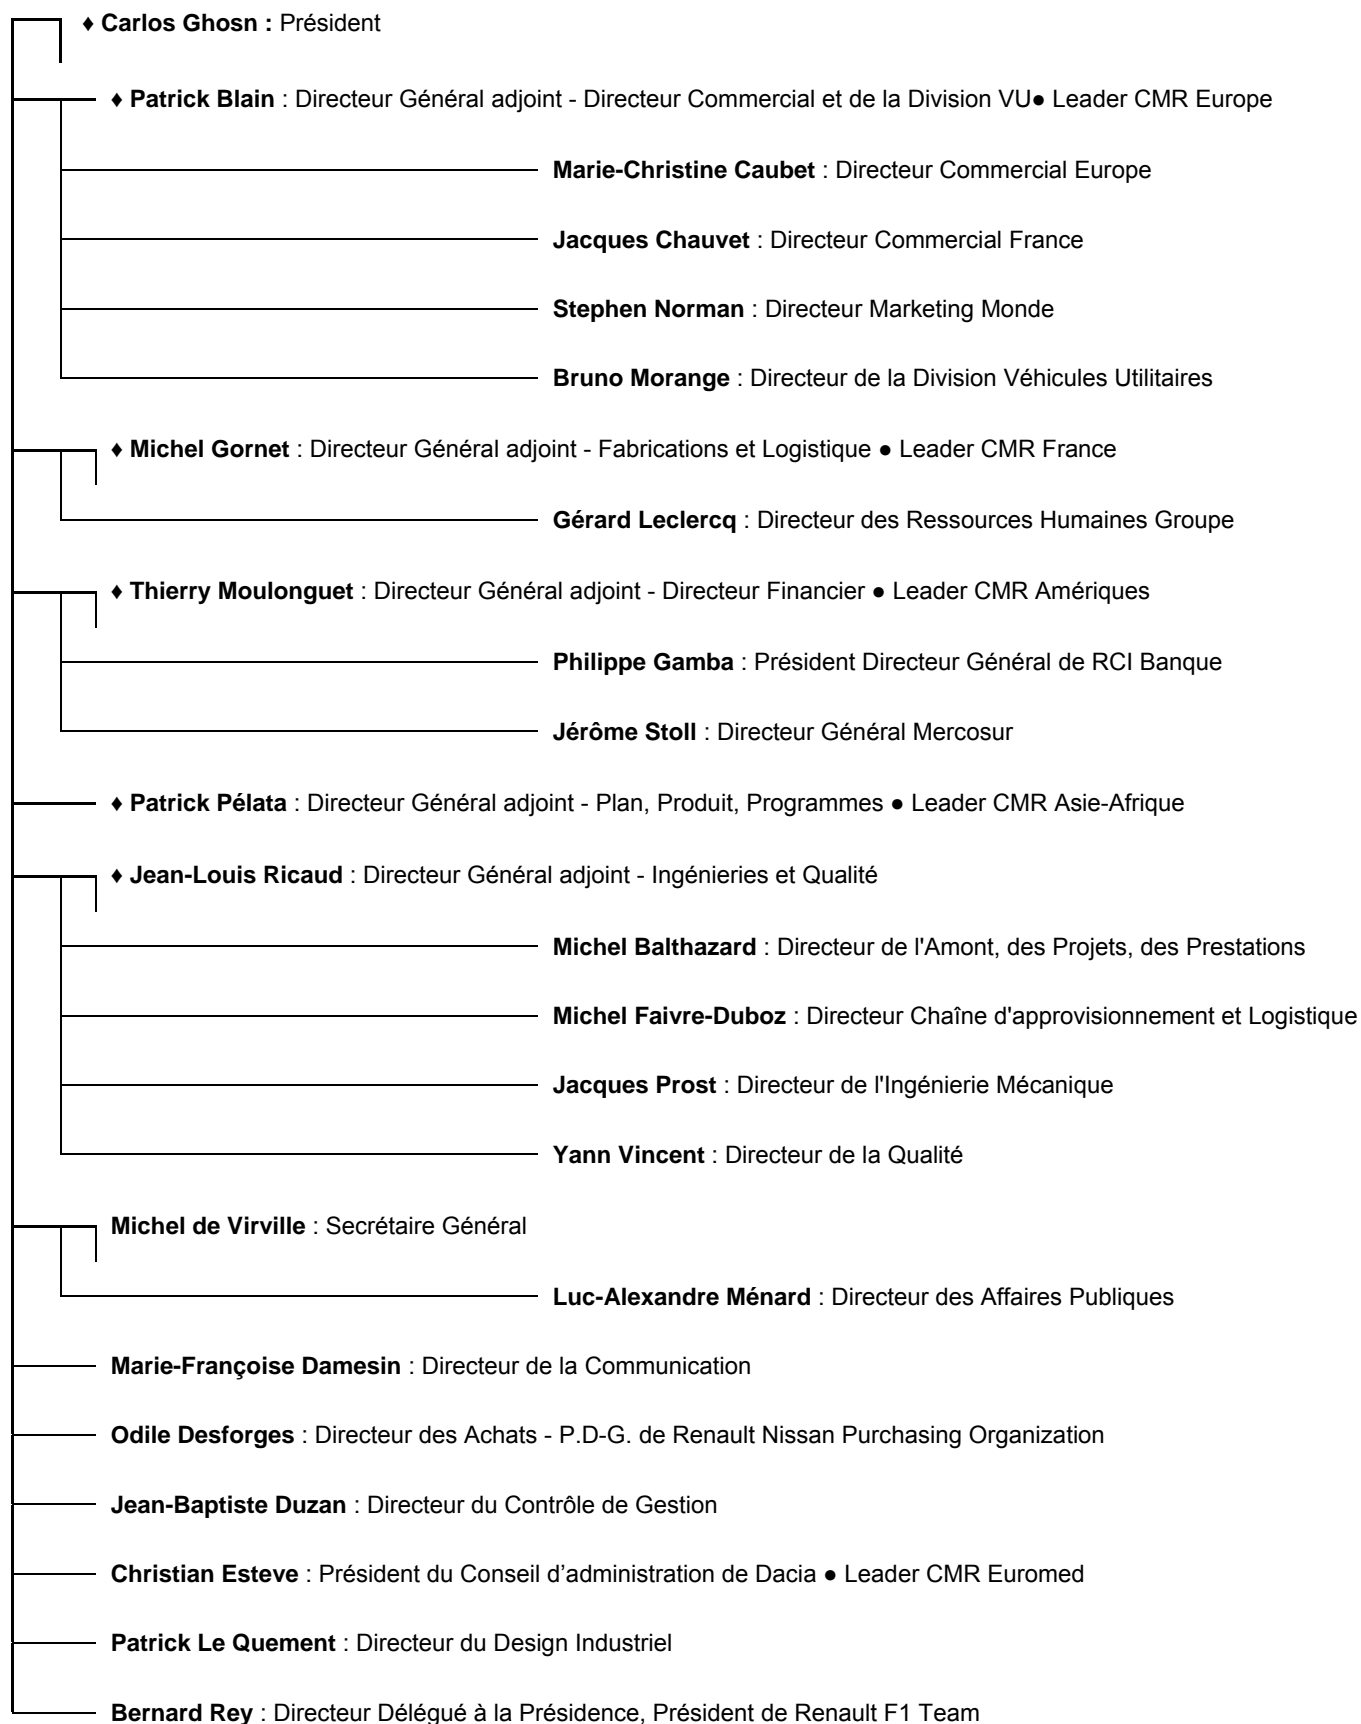 ♦ Carlos Ghosn : Président
♦ Patrick Blain : Directeur Général adjoint - Directeur Commercial et de la Division VU● Leader CMR Europe
Marie-Christine Caubet : Directeur Commercial Europe
Jacques Chauvet : Directeur Commercial France
Stephen Norman : Directeur Marketing Monde
Bruno Morange : Directeur de la Division Véhicules Utilitaires
♦ Michel Gornet : Directeur Général adjoint - Fabrications et Logistique ● Leader CMR France
Gérard Leclercq : Directeur des Ressources Humaines Groupe
♦ Thierry Moulonguet : Directeur Général adjoint - Directeur Financier ● Leader CMR Amériques
Philippe Gamba : Président Directeur Général de RCI Banque
Jérôme Stoll : Directeur Général Mercosur
♦ Patrick Pélata : Directeur Général adjoint - Plan, Produit, Programmes ● Leader CMR Asie-Afrique
♦ Jean-Louis Ricaud : Directeur Général adjoint - Ingénieries et Qualité
Michel Balthazard : Directeur de l'Amont, des Projets, des Prestations
Michel Faivre-Duboz : Directeur Chaîne d'approvisionnement et Logistique
Jacques Prost : Directeur de l'Ingénierie Mécanique
Yann Vincent : Directeur de la Qualité
Michel de Virville : Secrétaire Général
Luc-Alexandre Ménard : Directeur des Affaires Publiques
Marie-Françoise Damesin : Directeur de la Communication
Odile Desforges : Directeur des Achats - P.D-G. de Renault Nissan Purchasing Organization
Jean-Baptiste Duzan : Directeur du Contrôle de Gestion
Christian Esteve : Président du Conseil d’administration de Dacia ● Leader CMR Euromed
Patrick Le Quement : Directeur du Design Industriel
Bernard Rey : Directeur Délégué à la Présidence, Président de Renault F1 Team